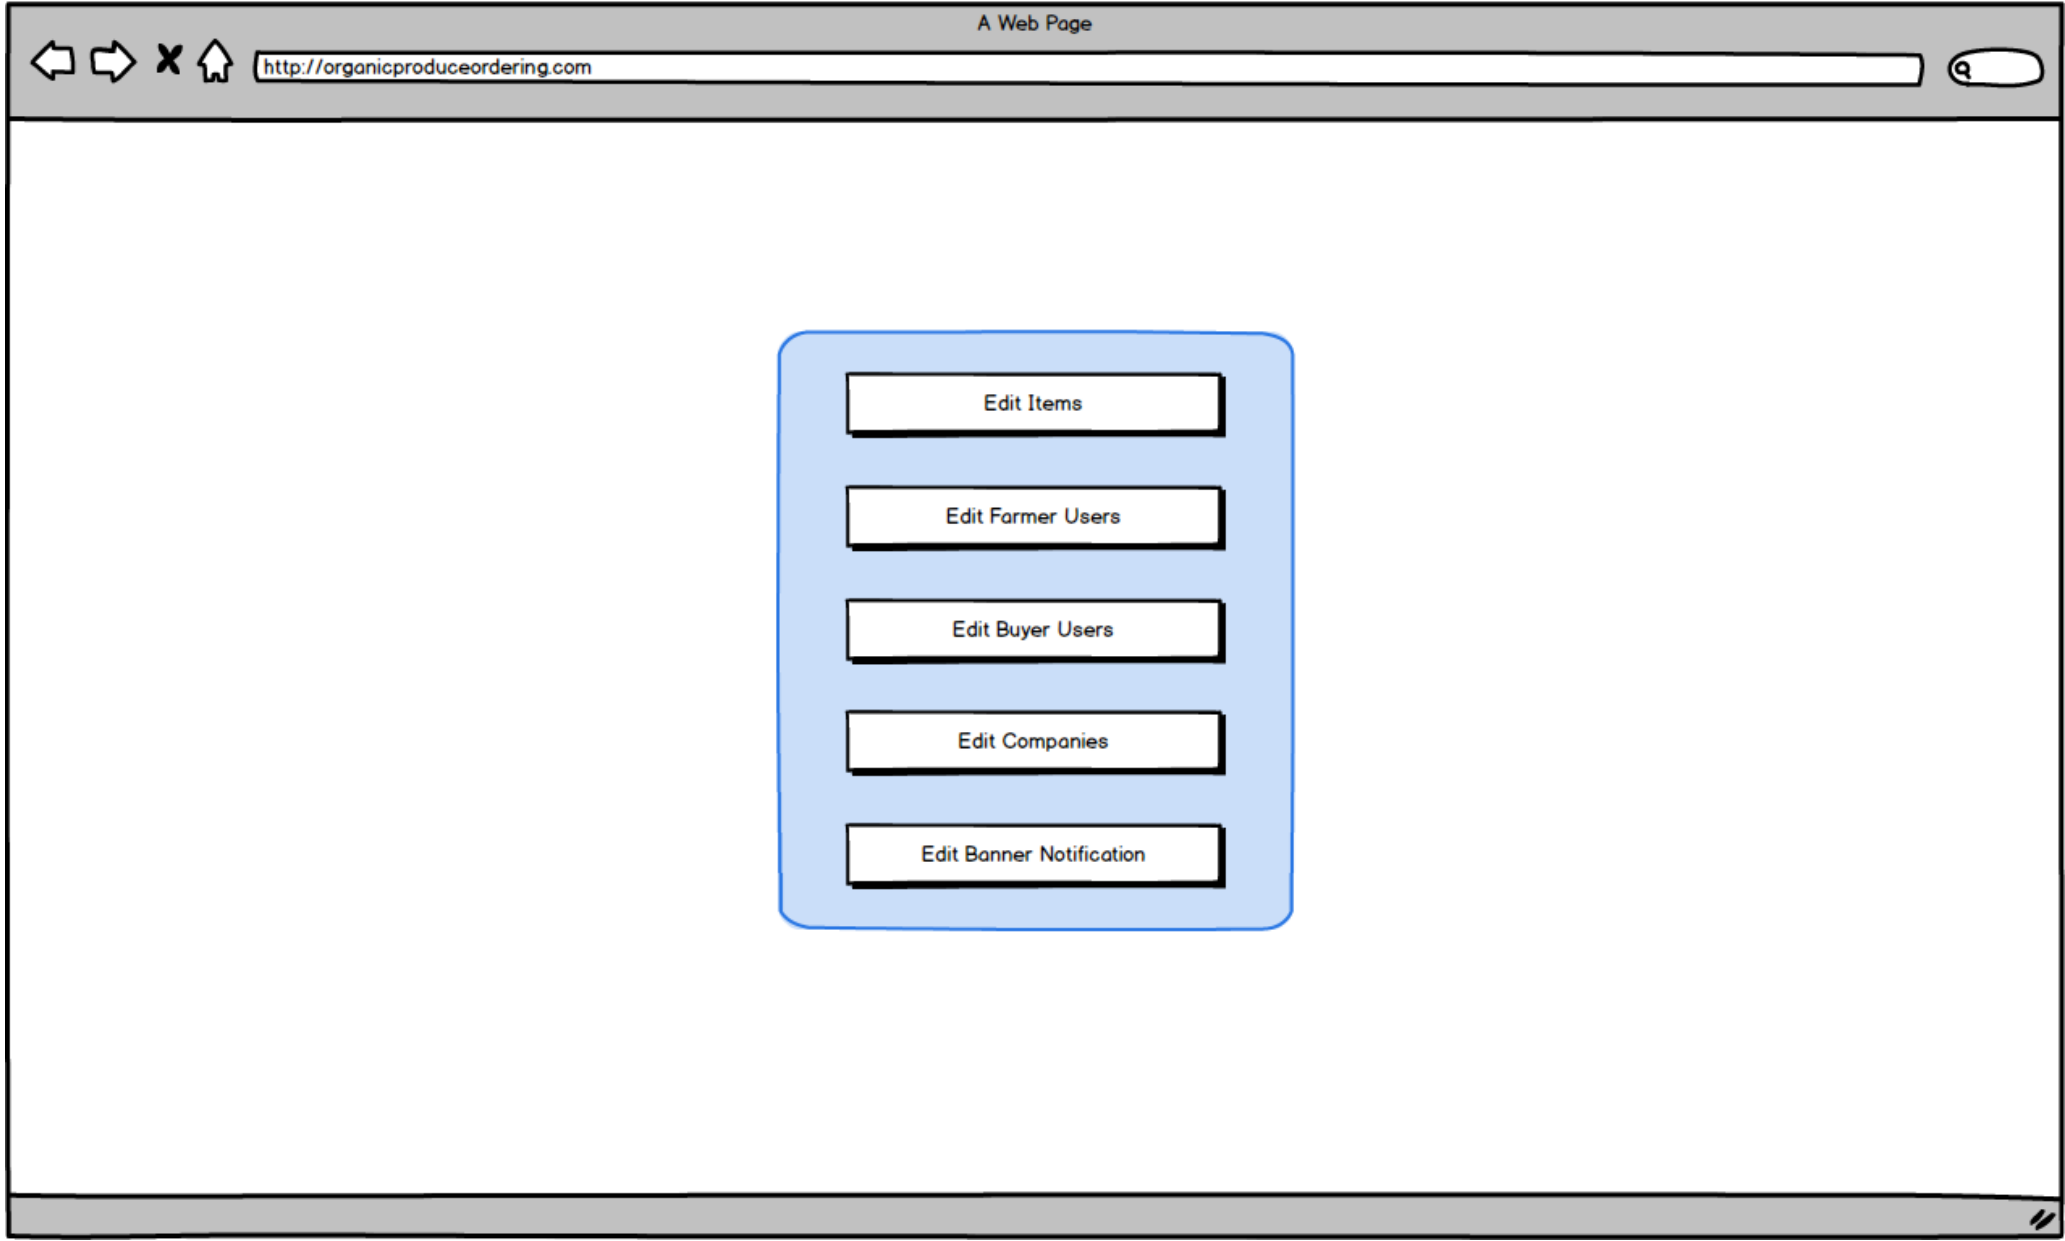 A Web Page
http://organicproduceordering.com
Edit Items
Edit Farmer Users
Edit Buyer Users
Edit Companies
Edit Banner Notification